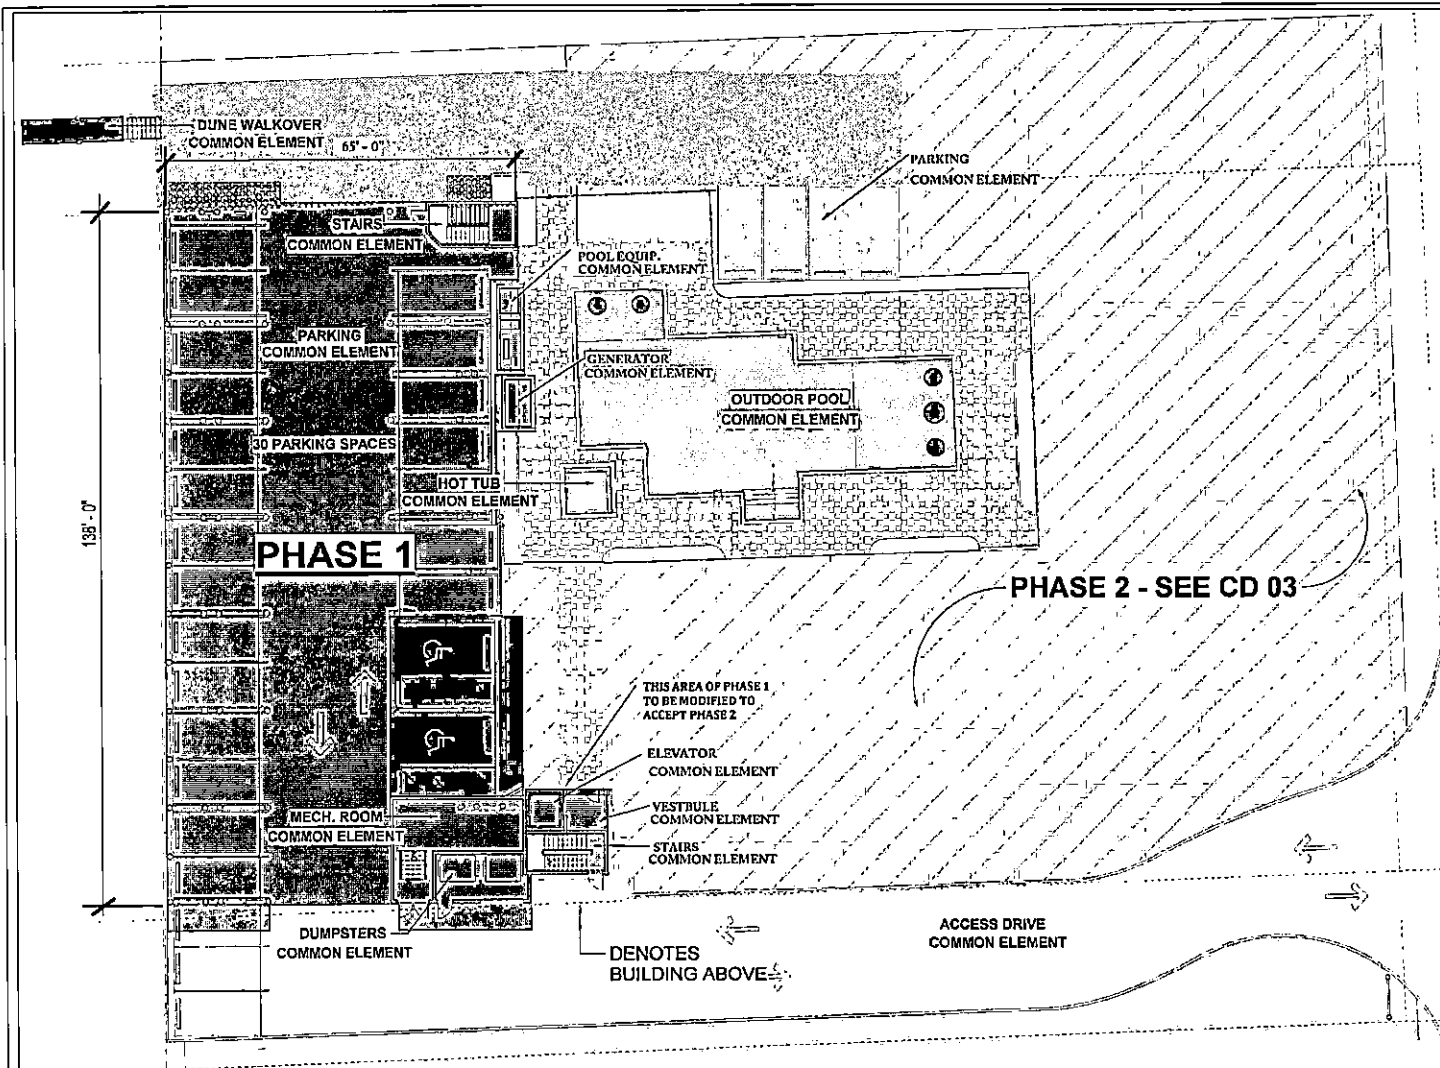 DUNE WALKOVER
COMMON ELEMENT
65' - 0"
PARKING
COMMON ELEMENT
STAIRS
COMMON ELEMENT
POOL EQUIP.
COMMON ELEMENT
PARKING
COMMON ELEMENT
GENERATOR
COMMON ELEMENT
OUTDOOR POOL
COMMON ELEMENT
30 PARKING SPACES
HOT TUB
COMMON ELEMENT
138' - 0"
PHASE 1
PHASE 2 - SEE CD 03
THIS AREA OF PHASE 1
TO BE MODIFIED TO
ACCEPT PHASE 2
ELEVATOR
COMMON ELEMENT
MECH. ROOM
COMMON ELEMENT
VESTBULE
COMMON ELEMENT
STAIRS
COMMON ELEMENT
DUMPSTERS
COMMON ELEMENT
ACCESS DRIVE
COMMON ELEMENT
DENOTES
BUILDING ABOVE